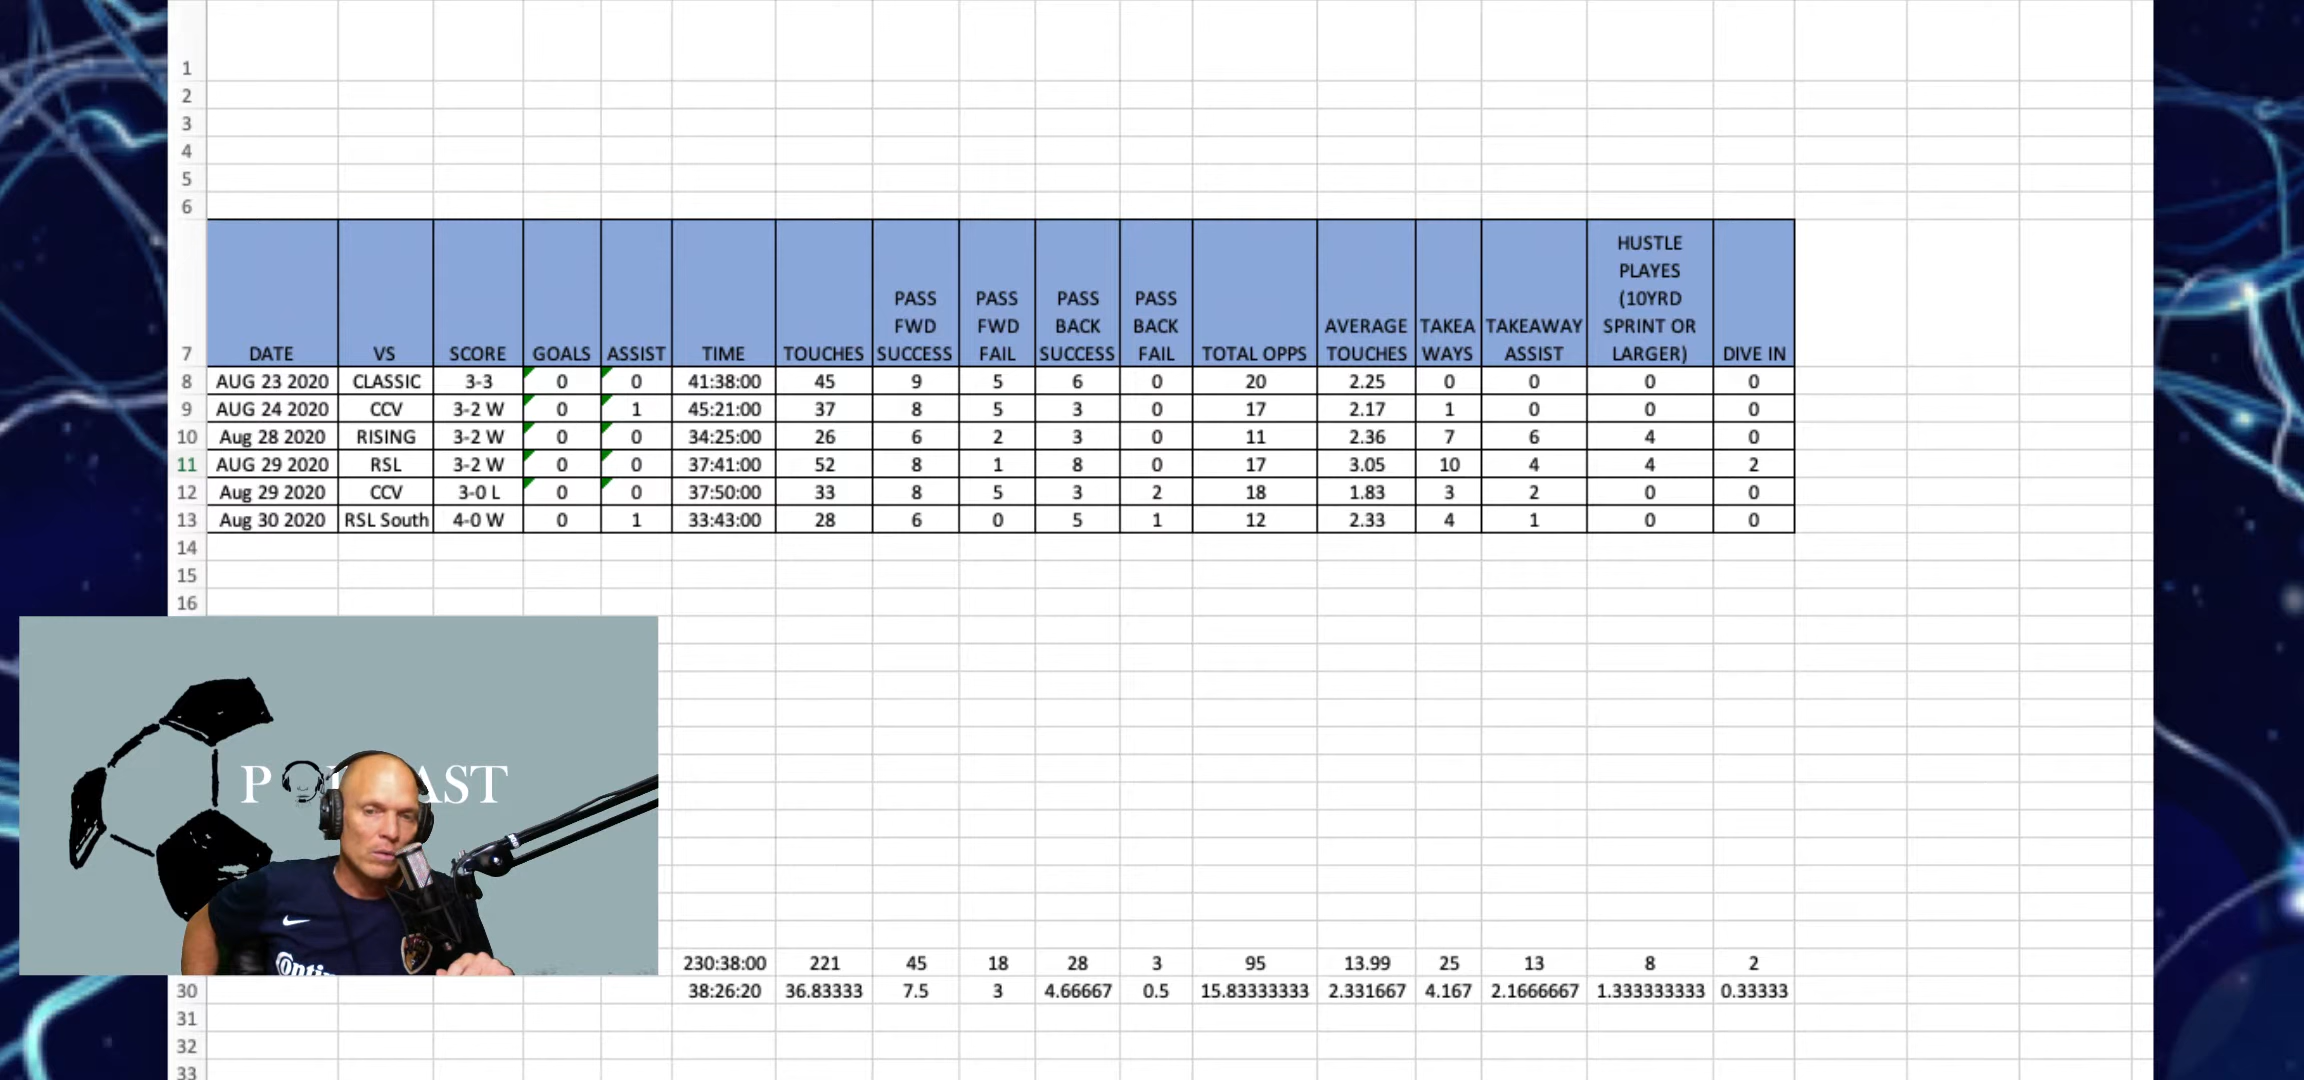 1
2
3
4
5
6
7 DATE VS SCORE GOALS ASSIST TIME TOUCHES PASS FWD SUCCESS PASS FWD FAIL PASS BACK SUCCESS PASS BACK FAIL TOTAL OPPS AVERAGE TOUCHES TAKEA WAYS TAKEAWAY ASSIST HUSTLE PLAYES (10YRD SPRINT OR LARGER) DIVE IN
8 AUG 23 2020 CLASSIC 3-3 0 0 41:38:00 45 9 5 6 0 20 2.25 0 0 0 0
9 AUG 24 2020 CCV 3-2 W 0 1 45:21:00 37 8 5 3 0 17 2.17 1 0 0 0
10 Aug 28 2020 RISING 3-2 W 0 0 34:25:00 26 6 2 3 0 11 2.36 7 6 4 0
11 AUG 29 2020 RSL 3-2 W 0 0 37:41:00 52 8 1 8 0 17 3.05 10 4 4 2
12 Aug 29 2020 CCV 3-0 L 0 0 37:50:00 33 8 5 3 2 18 1.83 3 2 0 0
13 Aug 30 2020 RSL South 4-0 W 0 1 33:43:00 28 6 0 5 1 12 2.33 4 1 0 0
14
15
16
230:38:00 221 45 18 28 3 95 13.99 25 13 8 2
30 38:26:20 36.83333 7.5 3 4.66667 0.5 15.83333333 2.331667 4.167 2.1666667 1.333333333 0.33333
31
32
33